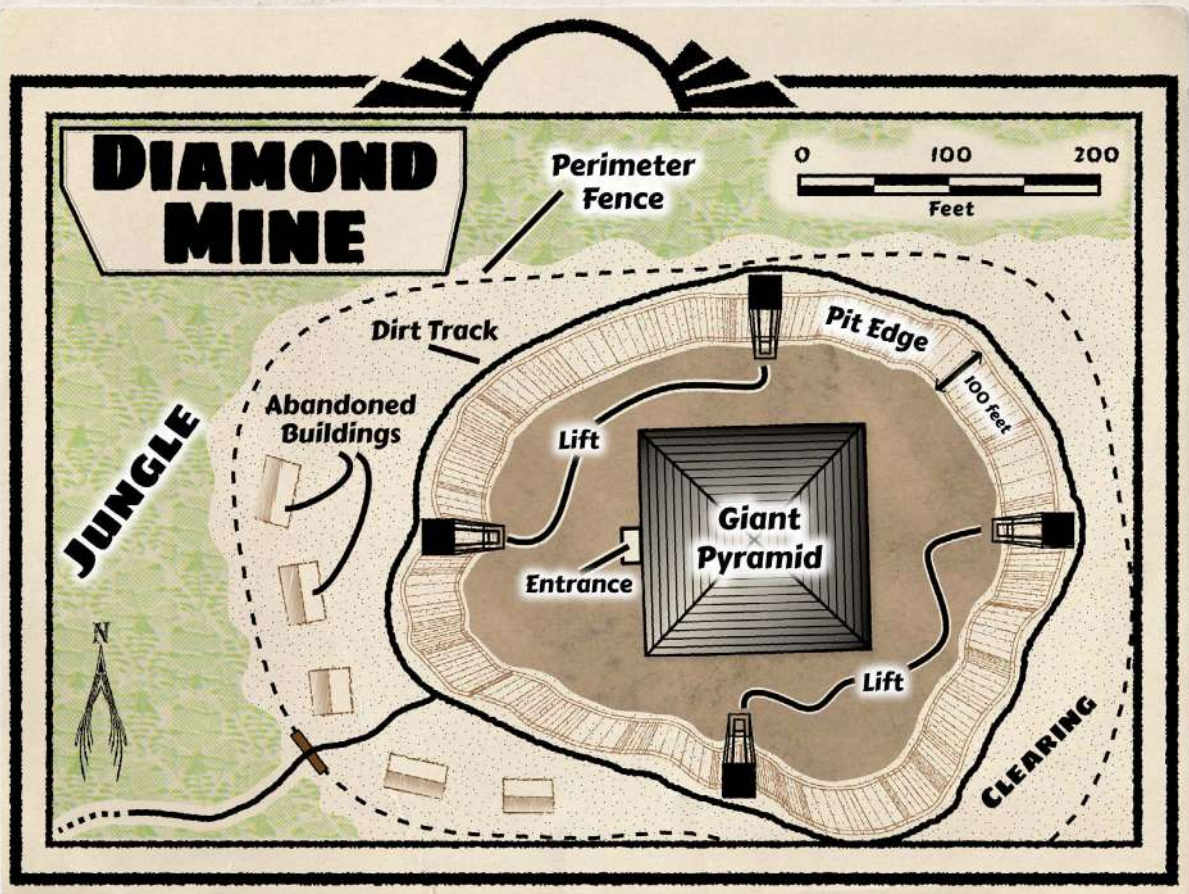 DIAMOND
MINE
Perimeter
Fence
0 100 200
Feet
Dirt Track
Pit Edge
100 feet
Abandoned
Buildings
Lift
JUNGLE
Giant
Pyramid
Entrance
N
Lift
CLEARING